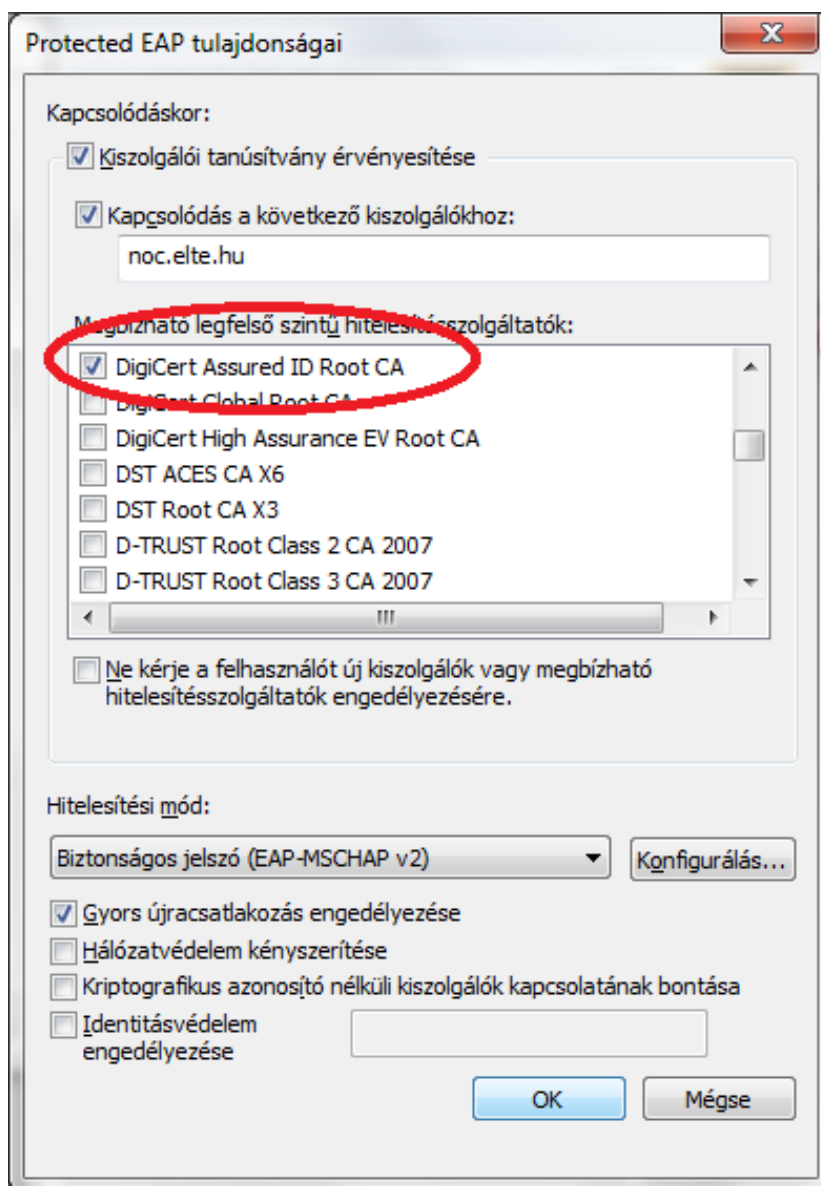 Protected EAP tulajdonságai
Kapcsolódáskor:
Kiszolgálói tanúsítvány érvényesítése
Kapcsolódás a következő kiszolgálókhoz:
noc.elte.hu
Megbízható legfelső szintű hitelesítésszolgáltatók:
DigiCert Assured ID Root CA
DigiCert Global Root CA
DigiCert High Assurance EV Root CA
DST ACES CA X6
DST Root CA X3
D-TRUST Root Class 2 CA 2007
D-TRUST Root Class 3 CA 2007
Ne kérje a felhasználót új kiszolgálók vagy megbízható
hitelesítésszolgáltatók engedélyezésére.
Hitelesítési mód:
Biztonságos jelszó (EAP-MSCHAP v2)
Konfigurálás...
Gyors újracsatlakozás engedélyezése
Hálózatvédelem kényszerítése
Kriptografikus azonosító nélküli kiszolgálók kapcsolatának bontása
Identitásvédelem
engedélyezése
OK
Mégse